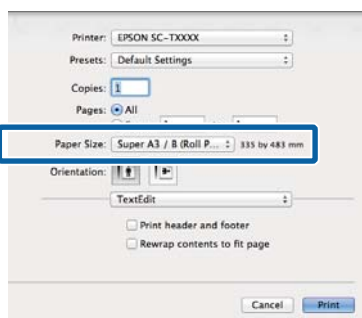 Printer: EPSON SC-TXXXX
Presets: Default Settings
Copies: 1
Pages: All
Paper Size: Super A3 / B (Roll P... 335 by 483 mm
Orientation:
TextEdit
Print header and footer
Rewrap contents to fit page
Cancel Print